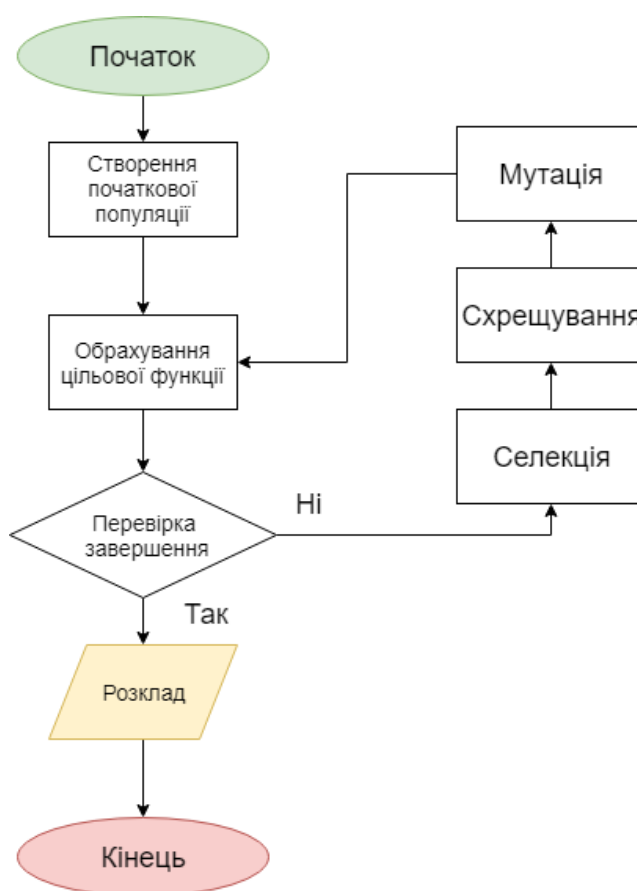 Початок
Створення
початкової
популяції
Обрахування
цільової функції
Перевірка
завершення
Ні
Так
Розклад
Кінець
Мутація
Схрещування
Селекція